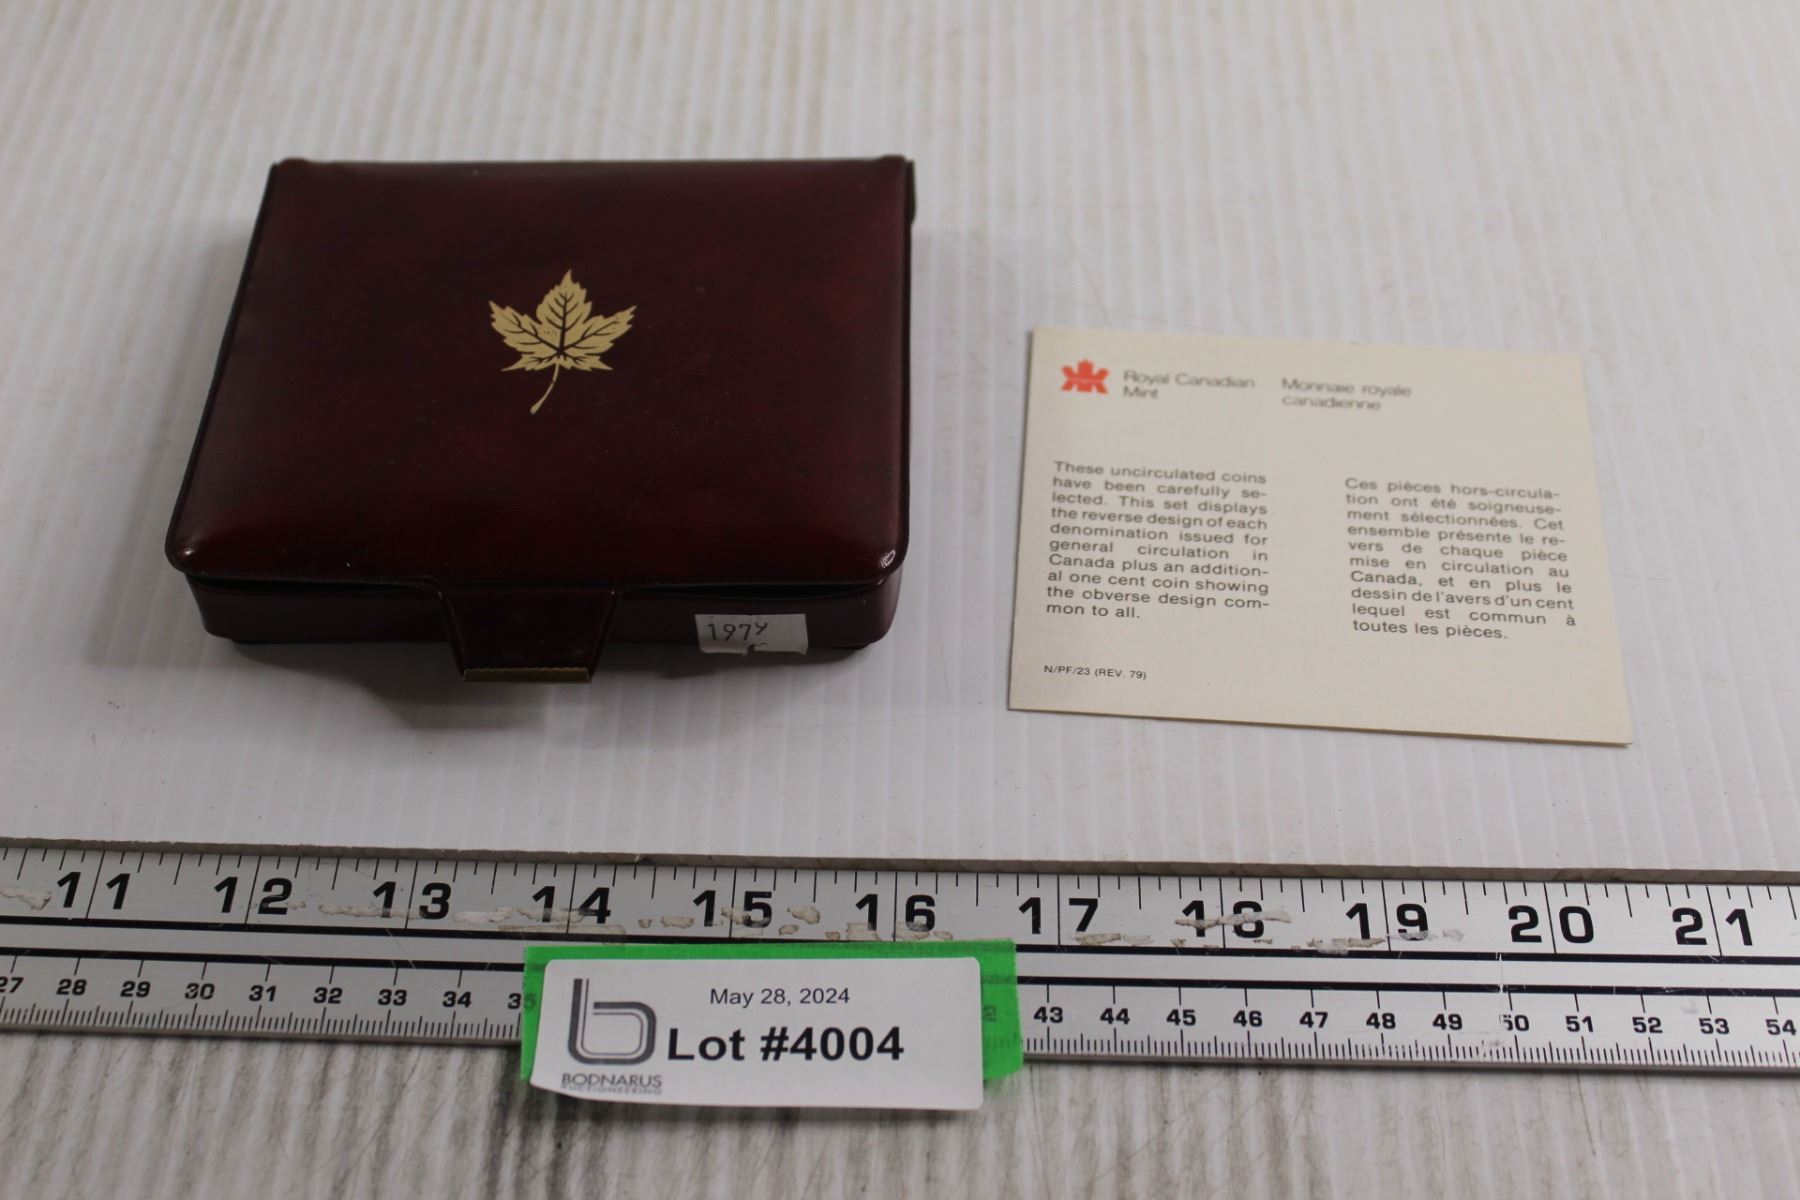 1979
Royal Canadian
Mint
Monnaie royale
canadienne
These uncirculated coins
have been carefully se-
lected. This set displays
the reverse design of each
denomination issued for
general circulation in
Canada plus an addition-
al one cent coin showing
the obverse design com-
mon to all.
Ces pièces hors-circula-
tion ont été soigneuse-
ment sélectionnées. Cet
ensemble présente le re-
vers de chaque pièce
mise en circulation au
Canada, et en plus le
dessin de l'avers d'un cent
lequel est commun à
toutes les pièces.
N/PF/23 (REV. 79)
11 12 13 14 15 16 17 18 19 20 21
27 28 29 30 31 32 33 34 43 44 45 46 47 48 49 50 51 52 53 54
May 28, 2024
Lot #4004
BODNARUS
AUCTIONEERING